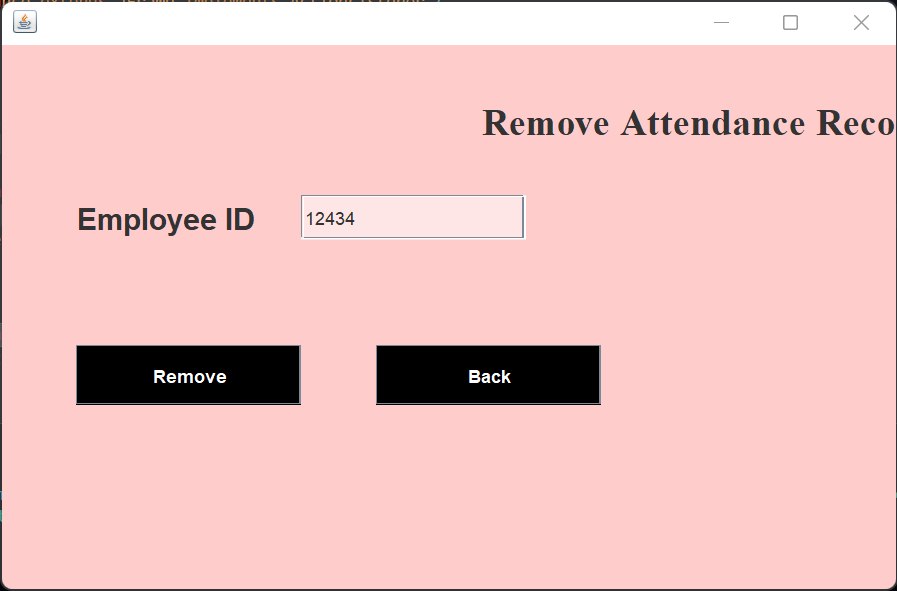 Remove Attendance Reco
Employee ID
12434
Remove
Back